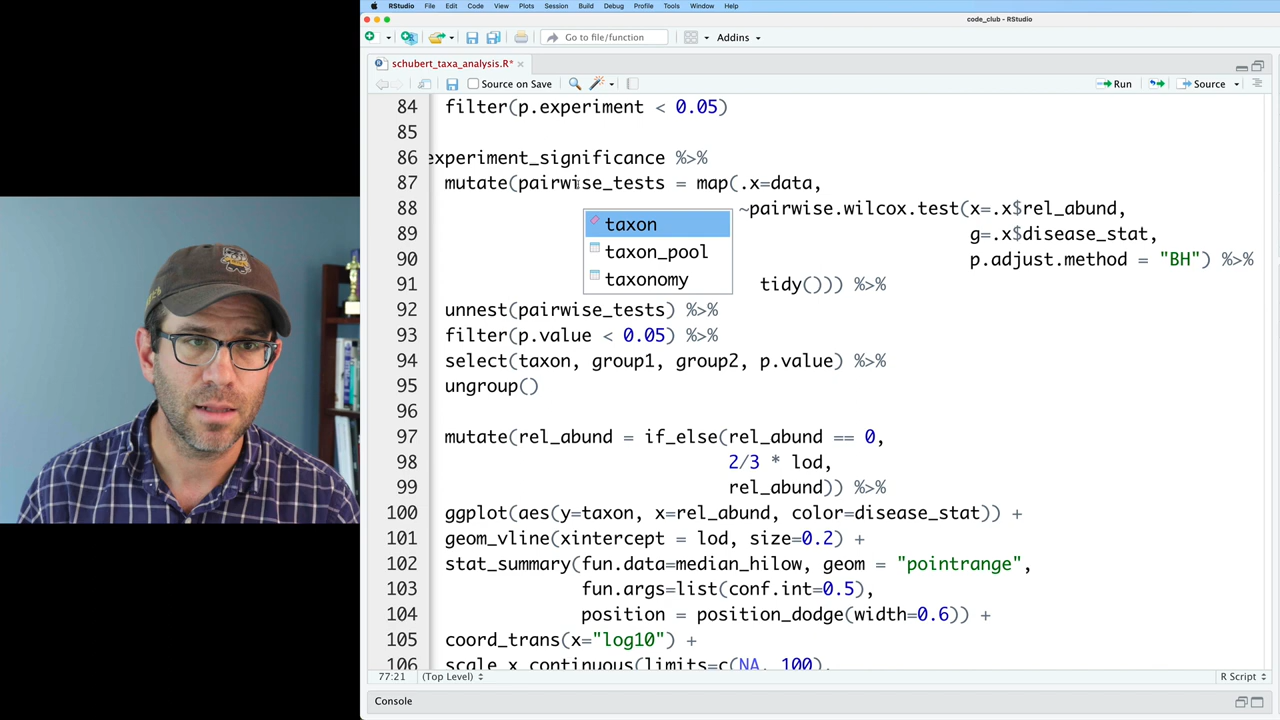 RStudio File Edit Code View Plots Session Build Debug Profile Tools Window Help
code_club - RStudio
Go to file/function Addins
schubert_taxa_analysis.R*
Source on Save Run Source
84 filter(p.experiment < 0.05)
85
86 experiment_significance %>%
87 mutate(pairwise_tests = map(.x=data,
88 ~pairwise.wilcox.test(x=.x$rel_abund,
taxon
89 g=.x$disease_stat,
taxon_pool
90 p.adjust.method = "BH") %>%
taxonomy
91 tidy())) %>%
92 unnest(pairwise_tests) %>%
93 filter(p.value < 0.05) %>%
94 select(taxon, group1, group2, p.value) %>%
95 ungroup()
96
97 mutate(rel_abund = if_else(rel_abund == 0,
98 2/3 * lod,
99 rel_abund)) %>%
100 ggplot(aes(y=taxon, x=rel_abund, color=disease_stat)) +
101 geom_vline(xintercept = lod, size=0.2) +
102 stat_summary(fun.data=median_hilow, geom = "pointrange",
103 fun.args=list(conf.int=0.5),
104 position = position_dodge(width=0.6)) +
105 coord_trans(x="log10") +
106 scale_x_continuous(limits=c(NA, 100),
77:21 (Top Level) R Script
Console